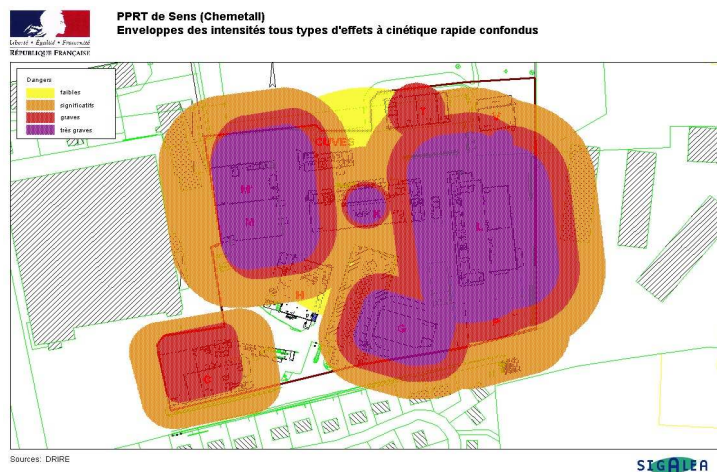 PPRT de Sens (Chemetall)
Enveloppes des intensités tous types d'effets à cinétique rapide confondus
Liberté • Égalité • Fraternité
RÉPUBLIQUE FRANÇAISE
Dangers
faibles
significatifs
graves
très graves
CUVES
T
M'
M
K
L
H
G
P
C
Sources: DRIRE
SIGALEA